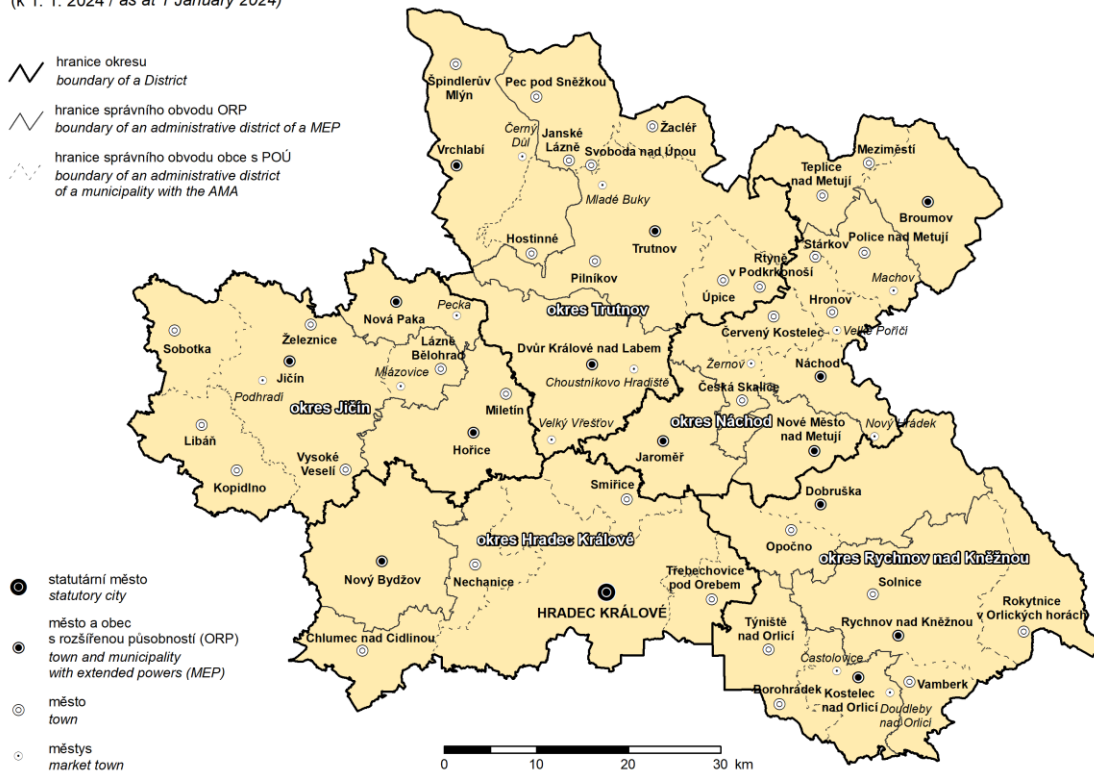 (k 1. 1. 2024 / as at 1 January 2024)
hranice okresu
boundary of a District
hranice správního obvodu ORP
boundary of an administrative district of a MEP
hranice správního obvodu obce s POÚ
boundary of an administrative district
of a municipality with the AMA
Špindlerův
Mlýn
Pec pod Sněžkou
Černý
Důl
Janské
Lázně
Žacléř
Svoboda nad Úpou
Vrchlabí
Mladé Buky
Meziměstí
Teplice
nad Metují
Broumov
Trutnov
Hostinné
Pilníkov
Stárkov
Police nad Metují
Rtyně
v Podkrkonoší
Úpice
Machov
Hronov
okres Trutnov
Pecka
Nová Paka
Červený Kostelec
Velké Poříčí
Sobotka
Železnice
Lázně
Bělohrad
Dvůr Králové nad Labem
Žernov
Náchod
Jičín
Mlázovice
Choustníkovo Hradiště
Podhradí
Česká Skalice
okres Jičín
Miletín
Velký Vřešťov
okres Náchod
Nové Město
nad Metují
Nový Hrádek
Libáň
Hořice
Jaroměř
Vysoké
Veselí
Kopidlno
Smiřice
Dobruška
okres Hradec Králové
Opočno
okres Rychnov nad Kněžnou
Nový Bydžov
Nechanice
Třebechovice
pod Orebem
Solnice
HRADEC KRÁLOVÉ
Rokytnice
v Orlických horách
Týniště
nad Orlicí
Rychnov nad Kněžnou
Chlumec nad Cidlinou
Častolovice
Borohrádek
Kostelec
nad Orlicí
Vamberk
Doudleby
nad Orlicí
statutární město
statutory city
město a obec
s rozšířenou působností (ORP)
town and municipality
with extended powers (MEP)
město
town
městys
market town
0 10 20 30 km